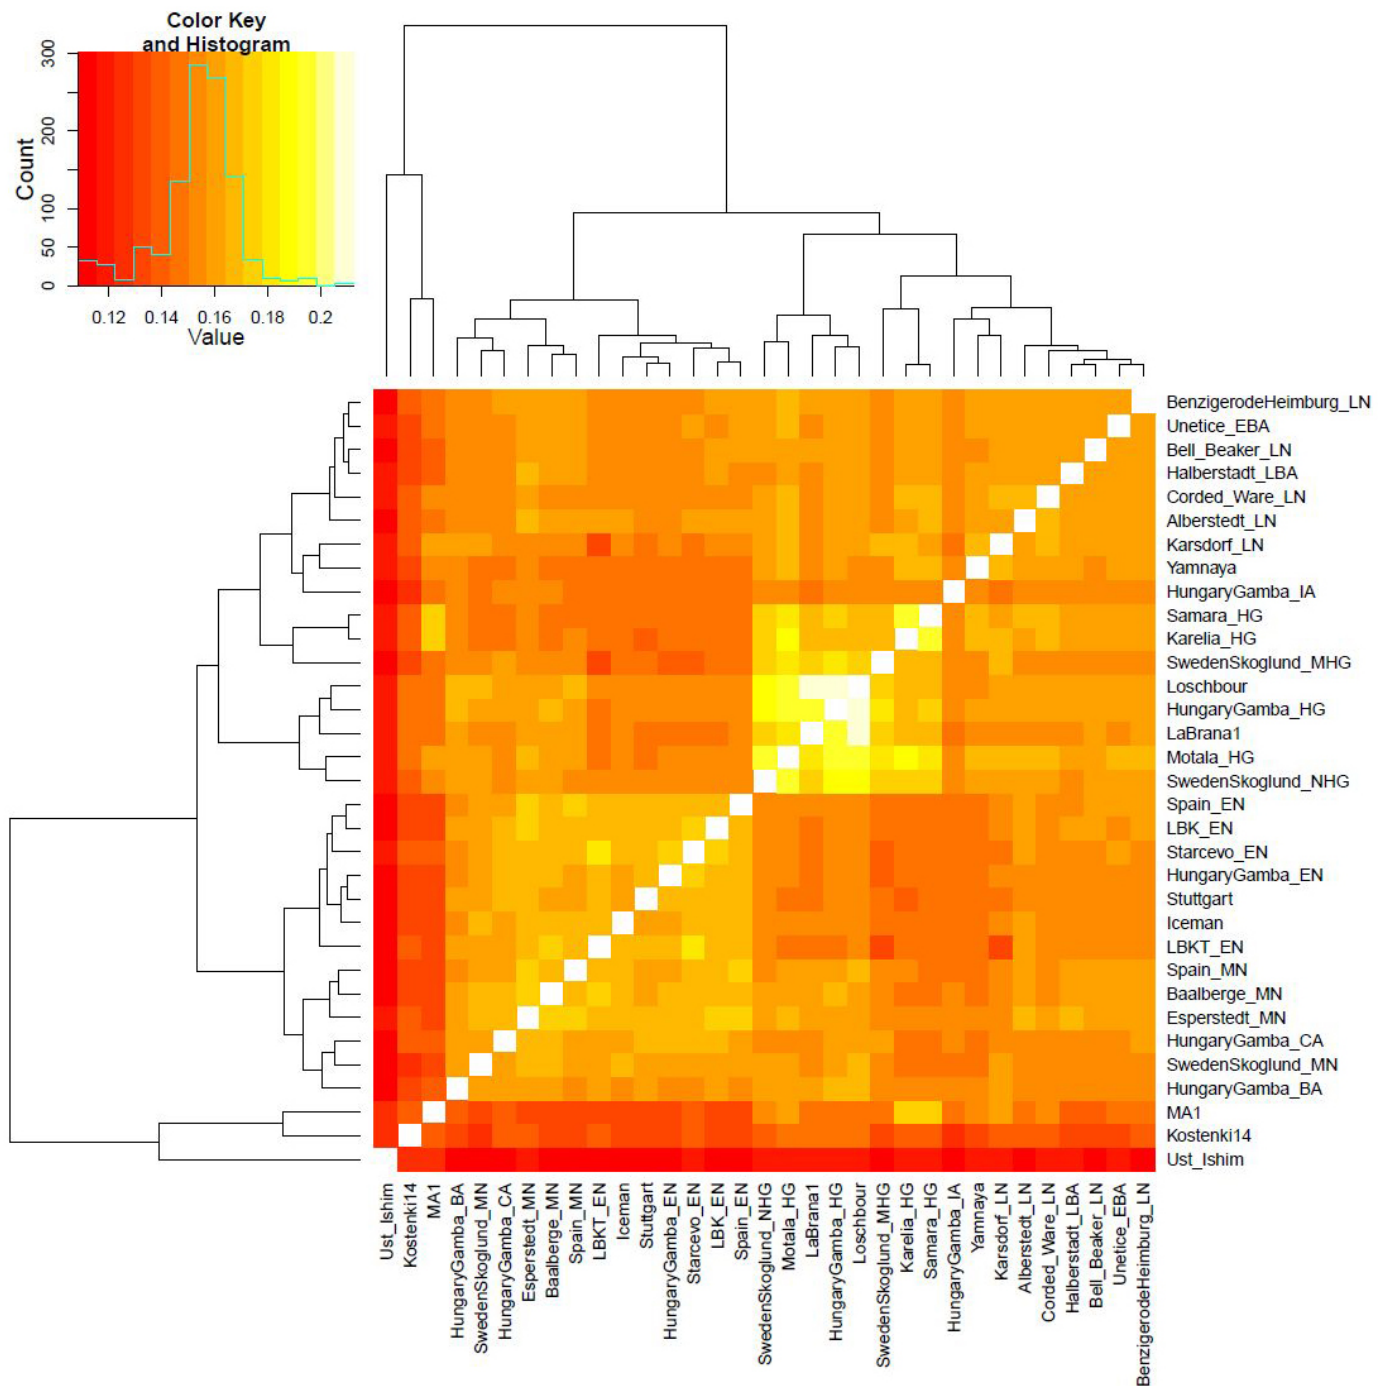 Color Key
and Histogram
Count
0
50
100
200
300
0.12 0.14 0.16 0.18 0.2
Value
BenzigerodeHeimburg_LN
Unetice_EBA
Bell_Beaker_LN
Halberstadt_LBA
Corded_Ware_LN
Alberstedt_LN
Karsdorf_LN
Yamnaya
HungaryGamba_IA
Samara_HG
Karelia_HG
SwedenSkoglund_MHG
Loschbour
HungaryGamba_HG
LaBrana1
Motala_HG
SwedenSkoglund_NHG
Spain_EN
LBK_EN
Starcevo_EN
HungaryGamba_EN
Stuttgart
Iceman
LBKT_EN
Spain_MN
Baalberge_MN
Esperstedt_MN
HungaryGamba_CA
SwedenSkoglund_MN
HungaryGamba_BA
MA1
Kostenki14
Ust_Ishim
Ust_Ishim
Kostenki14
MA1
HungaryGamba_BA
SwedenSkoglund_MN
HungaryGamba_CA
Esperstedt_MN
Baalberge_MN
Spain_MN
LBKT_EN
Iceman
Stuttgart
HungaryGamba_EN
Starcevo_EN
LBK_EN
Spain_EN
SwedenSkoglund_NHG
Motala_HG
LaBrana1
HungaryGamba_HG
Loschbour
SwedenSkoglund_MHG
Karelia_HG
Samara_HG
HungaryGamba_IA
Yamnaya
Karsdorf_LN
Alberstedt_LN
Corded_Ware_LN
Halberstadt_LBA
Bell_Beaker_LN
Unetice_EBA
BenzigerodeHeimburg_LN